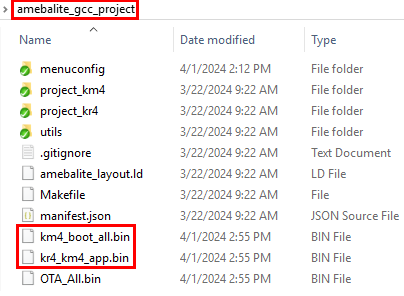 amebalite_gcc_project
Name Date modified Type
menuconfig 4/1/2024 2:12 PM File folder
project_km4 3/22/2024 9:22 AM File folder
project_kr4 3/22/2024 9:22 AM File folder
utils 3/22/2024 9:22 AM File folder
.gitignore 3/22/2024 9:22 AM Text Document
amebalite_layout.ld 3/22/2024 9:22 AM LD File
Makefile 3/22/2024 9:22 AM File
manifest.json 3/22/2024 9:22 AM JSON Source File
km4_boot_all.bin 4/1/2024 2:55 PM BIN File
kr4_km4_app.bin 4/1/2024 2:55 PM BIN File
OTA_All.bin 4/1/2024 2:55 PM BIN File